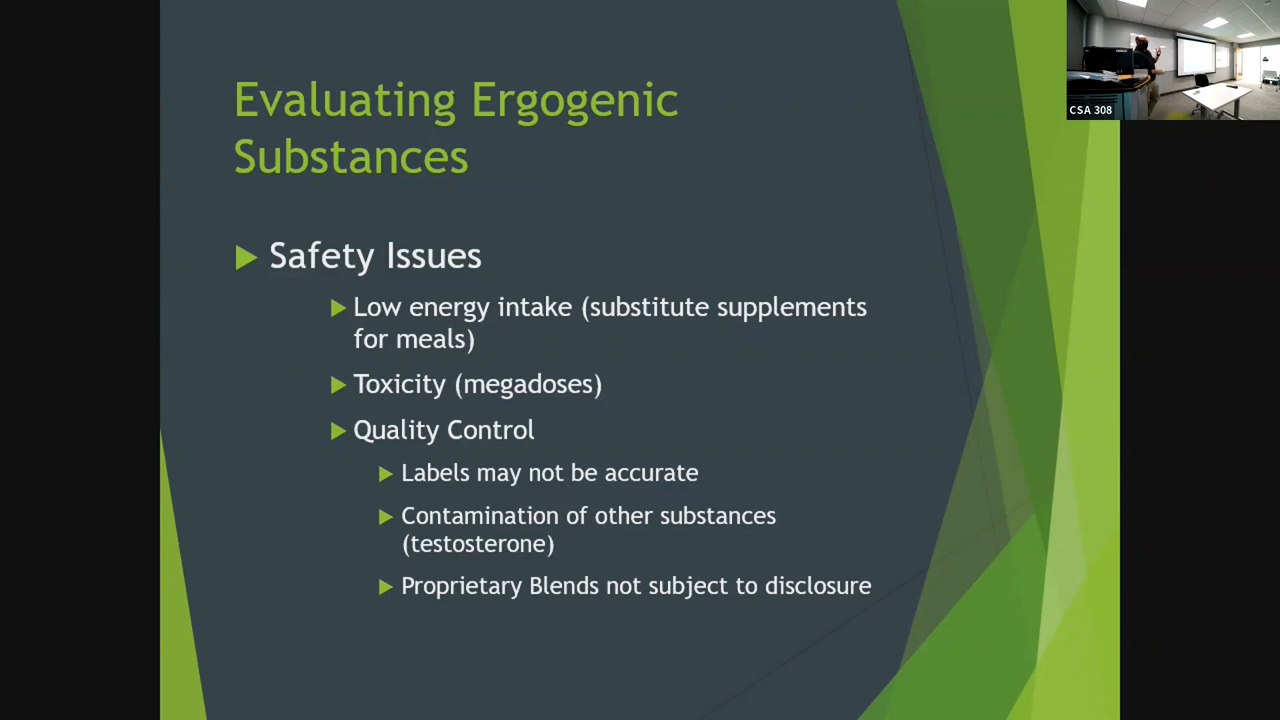 Evaluating Ergogenic
Substances
Safety Issues
Low energy intake (substitute supplements
for meals)
Toxicity (megadoses)
Quality Control
Labels may not be accurate
Contamination of other substances
(testosterone)
Proprietary Blends not subject to disclosure
CSA 308